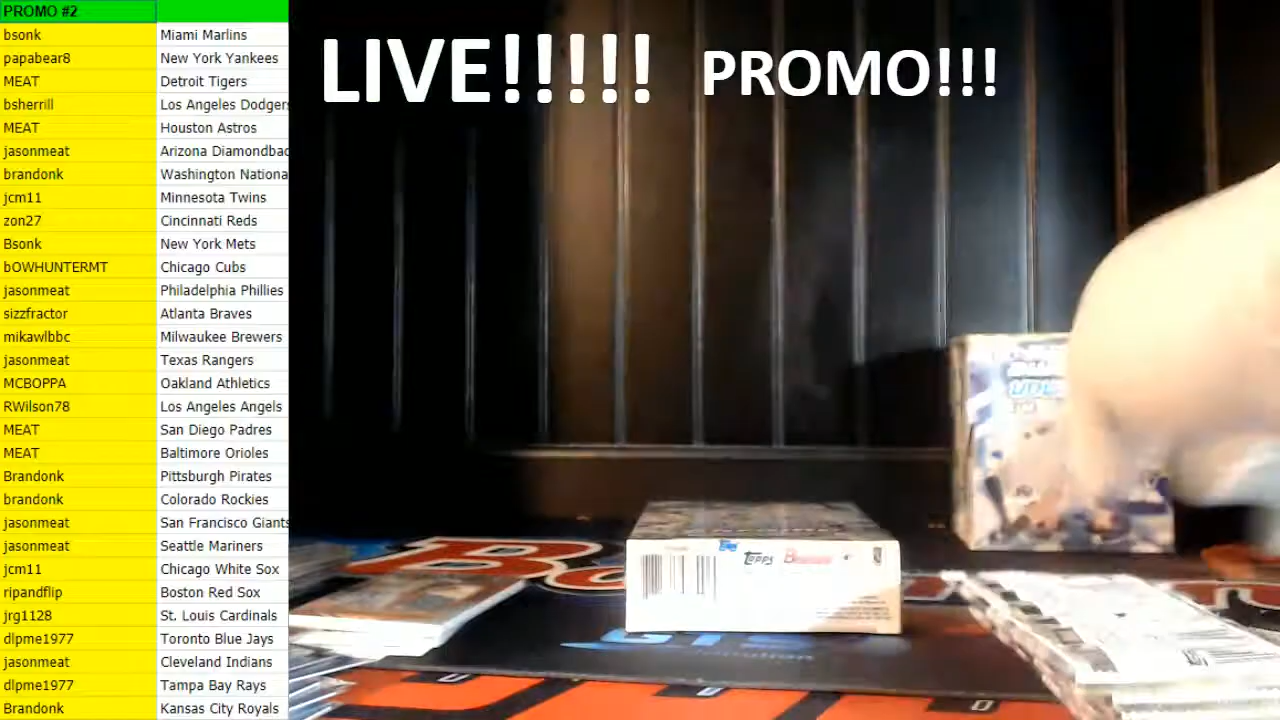 PROMO #2
bsonk Miami Marlins
papabear8 New York Yankees
MEAT Detroit Tigers
bsherrill Los Angeles Dodgers
MEAT Houston Astros
jasonmeat Arizona Diamondbac
brandonk Washington Nationa
jcm11 Minnesota Twins
zon27 Cincinnati Reds
Bsonk New York Mets
bOWHUNTERMT Chicago Cubs
jasonmeat Philadelphia Phillies
sizzfractor Atlanta Braves
mikawlbbc Milwaukee Brewers
jasonmeat Texas Rangers
MCBOPPA Oakland Athletics
RWilson78 Los Angeles Angels
MEAT San Diego Padres
MEAT Baltimore Orioles
Brandonk Pittsburgh Pirates
brandonk Colorado Rockies
jasonmeat San Francisco Giants
jasonmeat Seattle Mariners
jcm11 Chicago White Sox
ripandflip Boston Red Sox
jrg1128 St. Louis Cardinals
dlpme1977 Toronto Blue Jays
jasonmeat Cleveland Indians
dlpme1977 Tampa Bay Rays
Brandonk Kansas City Royals
LIVE!!!!! PROMO!!!
Topps Bowman